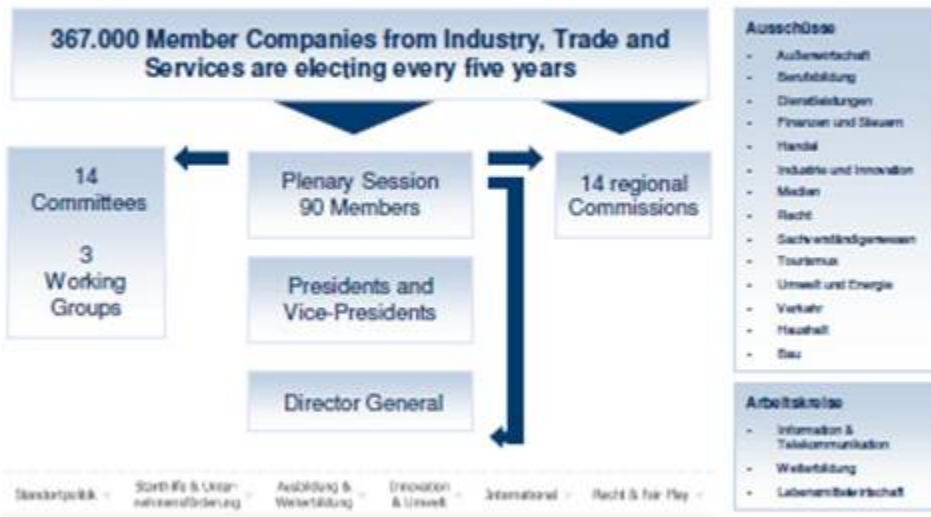 367.000 Member Companies from Industry, Trade and
Services are electing every five years
14
Committees
3
Working
Groups
Plenary Session
90 Members
14 regional
Commissions
Presidents and
Vice-Presidents
Director General
Ausschüsse
- Außenwirtschaft
- Berufsbildung
- Dienstleistungen
- Finanzen und Steuern
- Handel
- Industrie und Innovation
- Medien
- Recht
- Sachverständigenwesen
- Tourismus
- Umwelt und Energie
- Verkehr
- Haushalt
- Bau
Arbeitskreise
- Information &
Telekommunikation
- Weiterbildung
- Lebensmittelwirtschaft
Standortpolitik
Starthilfe & Unter-
nehmensförderung
Ausbildung &
Weiterbildung
Innovation
& Umwelt
International
Recht & Fair Play